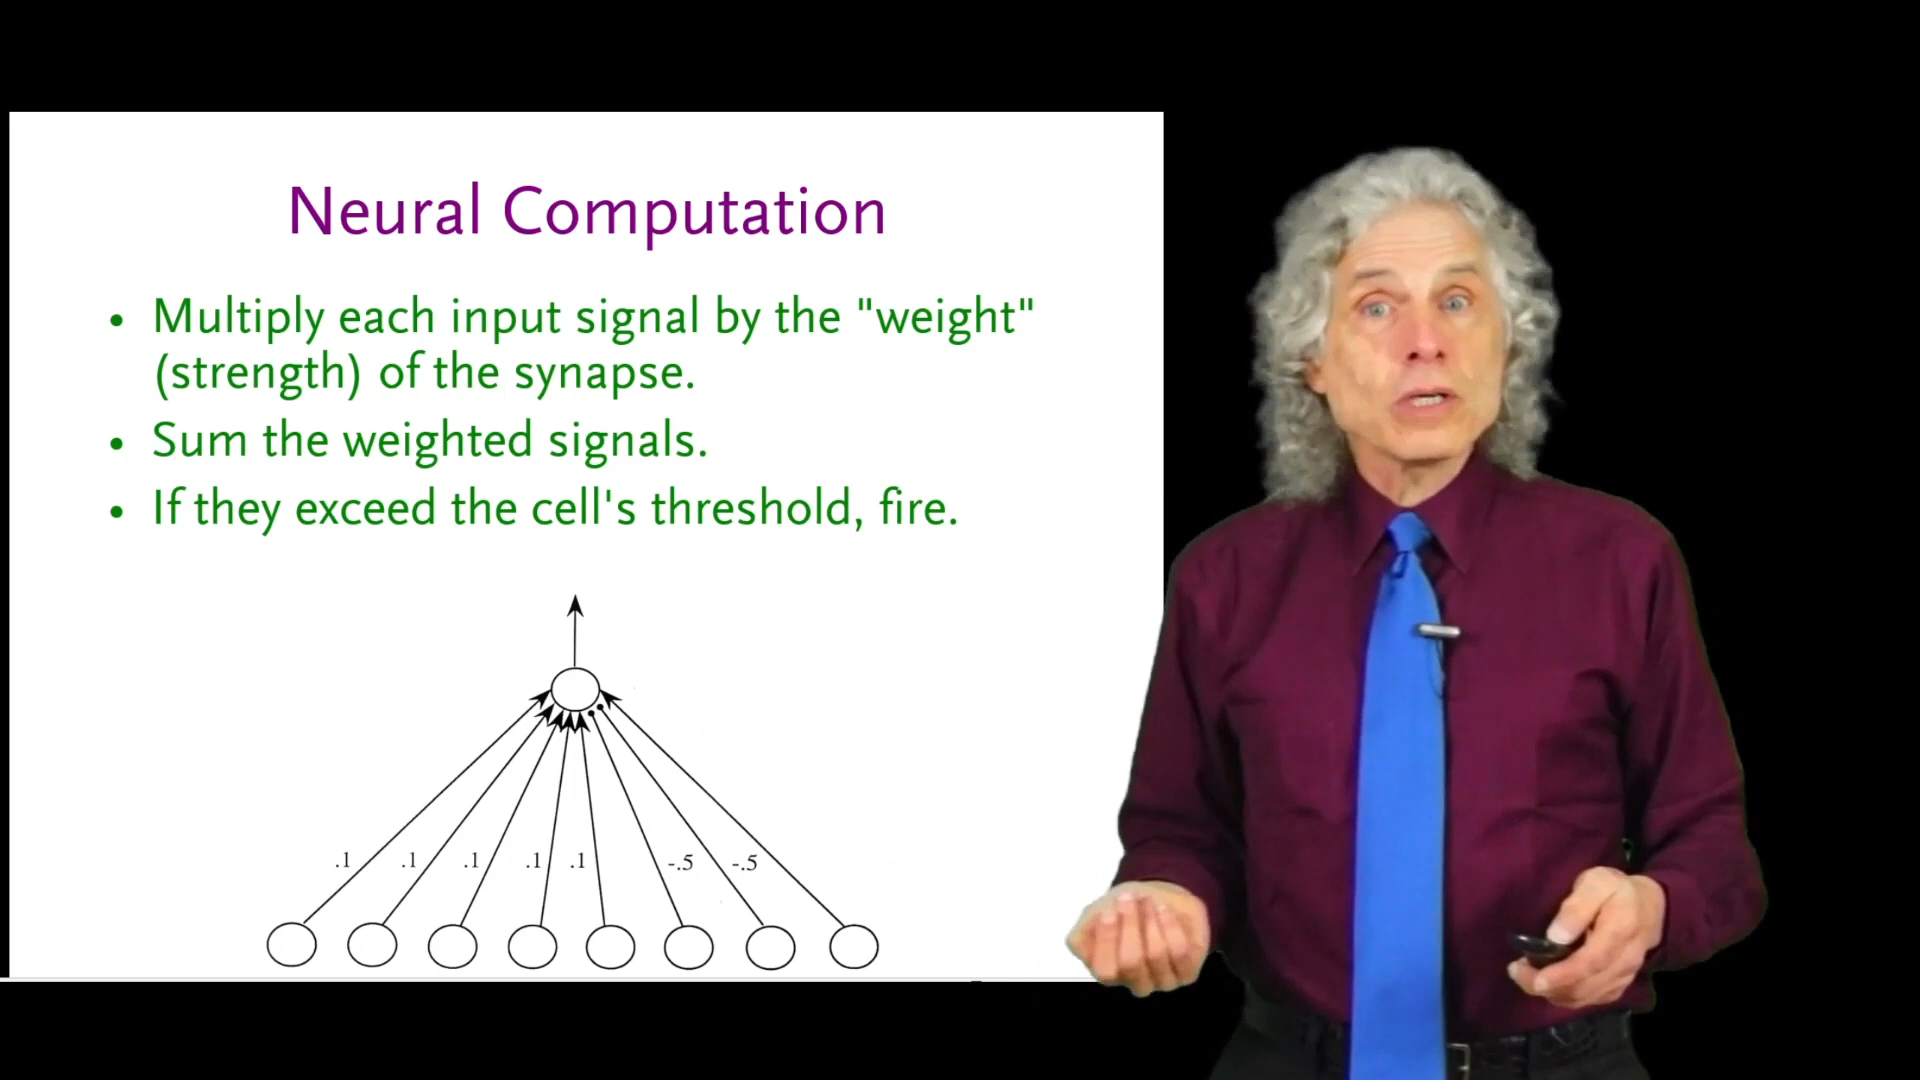 Neural Computation
• Multiply each input signal by the "weight"
(strength) of the synapse.
• Sum the weighted signals.
• If they exceed the cell's threshold, fire.
.1 .1 .1 .1 .1 -.5 -.5